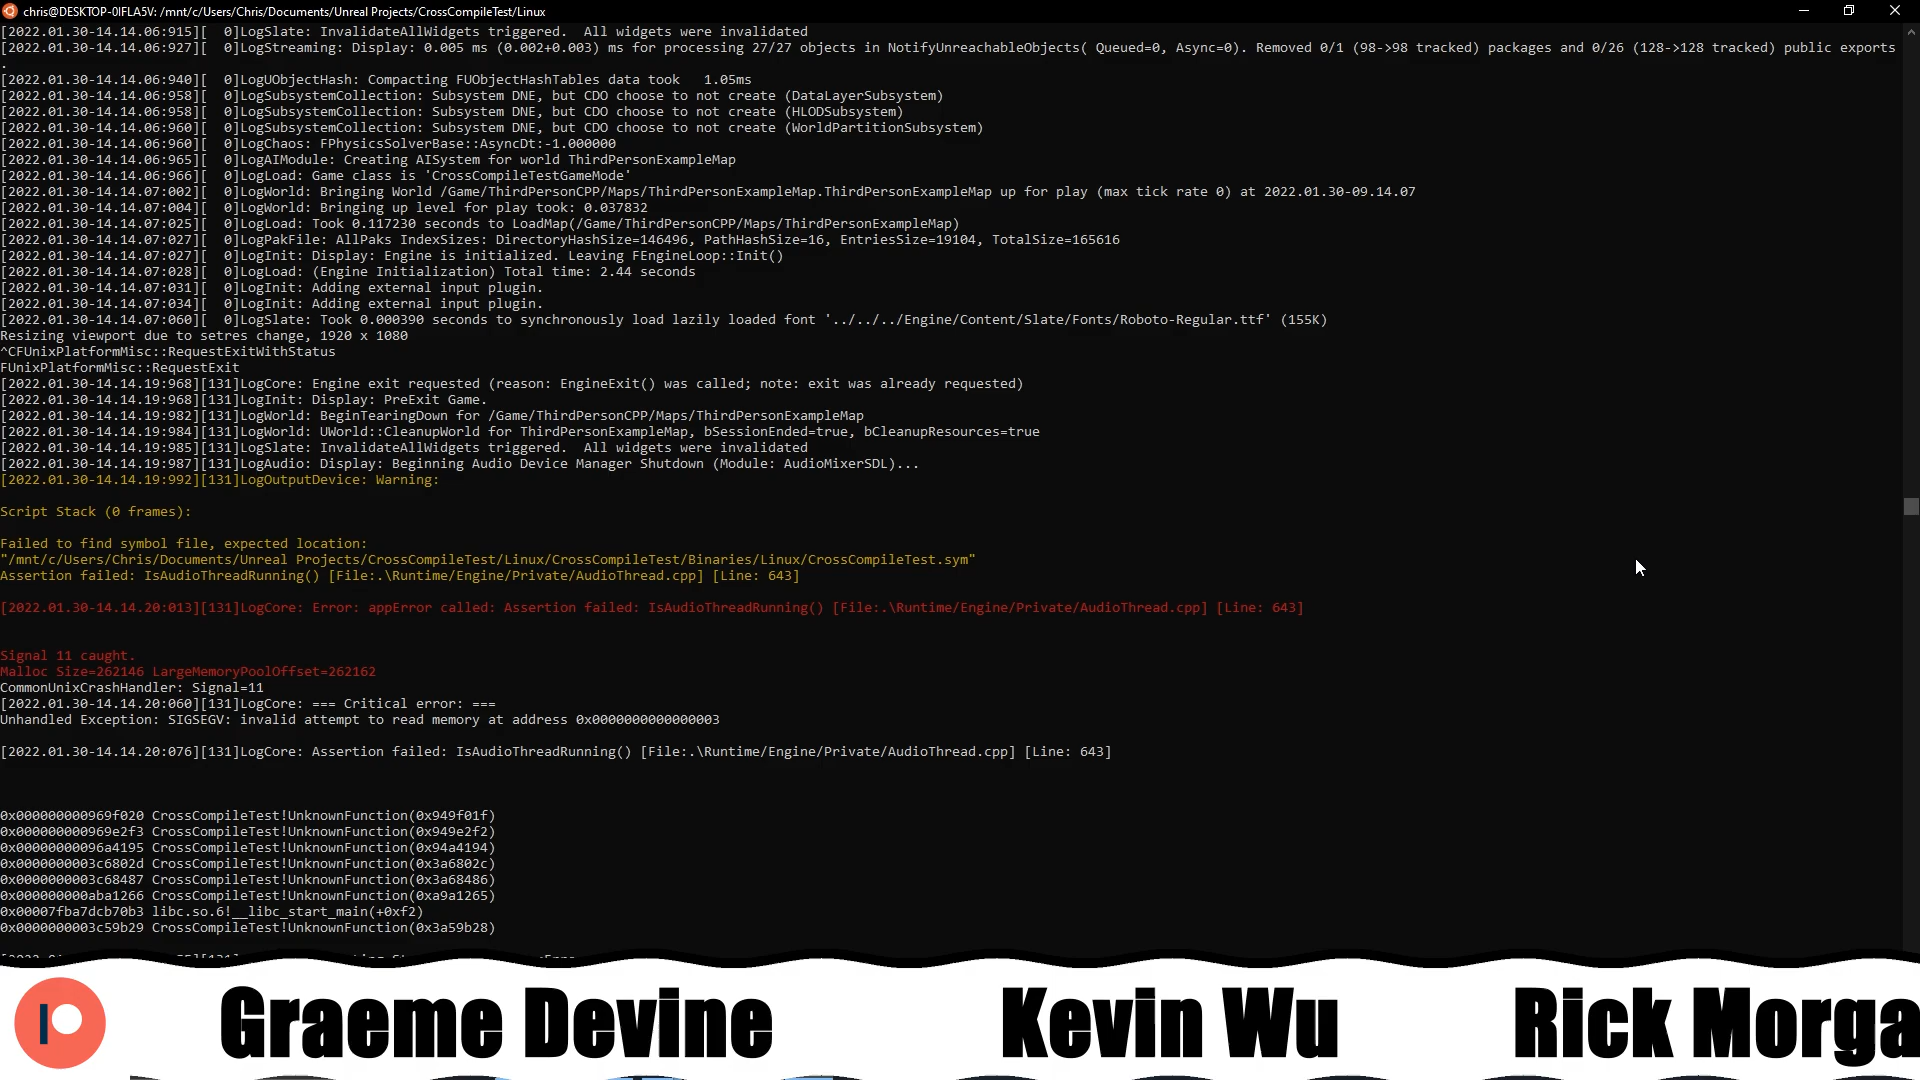 chris@DESKTOP-0IFLA5V: /mnt/c/Users/Chris/Documents/Unreal Projects/CrossCompileTest/Linux
[2022.01.30-14.14.06:915][  0]LogSlate: InvalidateAllWidgets triggered.  All widgets were invalidated
[2022.01.30-14.14.06:927][  0]LogStreaming: Display: 0.005 ms (0.002+0.003) ms for processing 27/27 objects in NotifyUnreachableObjects( Queued=0, Async=0). Removed 0/1 (98->98 tracked) packages and 0/26 (128->128 tracked) public exports
.
[2022.01.30-14.14.06:940][  0]LogUObjectHash: Compacting FUObjectHashTables data took   1.05ms
[2022.01.30-14.14.06:958][  0]LogSubsystemCollection: Subsystem DNE, but CDO choose to not create (DataLayerSubsystem)
[2022.01.30-14.14.06:958][  0]LogSubsystemCollection: Subsystem DNE, but CDO choose to not create (HLODSubsystem)
[2022.01.30-14.14.06:960][  0]LogSubsystemCollection: Subsystem DNE, but CDO choose to not create (WorldPartitionSubsystem)
[2022.01.30-14.14.06:960][  0]LogChaos: FPhysicsSolverBase::AsyncDt:-1.000000
[2022.01.30-14.14.06:965][  0]LogAIModule: Creating AISystem for world ThirdPersonExampleMap
[2022.01.30-14.14.06:966][  0]LogLoad: Game class is 'CrossCompileTestGameMode'
[2022.01.30-14.14.07:002][  0]LogWorld: Bringing World /Game/ThirdPersonCPP/Maps/ThirdPersonExampleMap.ThirdPersonExampleMap up for play (max tick rate 0) at 2022.01.30-09.14.07
[2022.01.30-14.14.07:004][  0]LogWorld: Bringing up level for play took: 0.037832
[2022.01.30-14.14.07:025][  0]LogLoad: Took 0.117230 seconds to LoadMap(/Game/ThirdPersonCPP/Maps/ThirdPersonExampleMap)
[2022.01.30-14.14.07:027][  0]LogPakFile: AllPaks IndexSizes: DirectoryHashSize=146496, PathHashSize=16, EntriesSize=19104, TotalSize=165616
[2022.01.30-14.14.07:027][  0]LogInit: Display: Engine is initialized. Leaving FEngineLoop::Init()
[2022.01.30-14.14.07:028][  0]LogLoad: (Engine Initialization) Total time: 2.44 seconds
[2022.01.30-14.14.07:031][  0]LogInit: Adding external input plugin.
[2022.01.30-14.14.07:034][  0]LogInit: Adding external input plugin.
[2022.01.30-14.14.07:060][  0]LogSlate: Took 0.000390 seconds to synchronously load lazily loaded font '../../../Engine/Content/Slate/Fonts/Roboto-Regular.ttf' (155K)
Resizing viewport due to setres change, 1920 x 1080
^CFUnixPlatformMisc::RequestExitWithStatus
FUnixPlatformMisc::RequestExit
[2022.01.30-14.14.19:968][131]LogCore: Engine exit requested (reason: EngineExit() was called; note: exit was already requested)
[2022.01.30-14.14.19:968][131]LogInit: Display: PreExit Game.
[2022.01.30-14.14.19:982][131]LogWorld: BeginTearingDown for /Game/ThirdPersonCPP/Maps/ThirdPersonExampleMap
[2022.01.30-14.14.19:984][131]LogWorld: UWorld::CleanupWorld for ThirdPersonExampleMap, bSessionEnded=true, bCleanupResources=true
[2022.01.30-14.14.19:985][131]LogSlate: InvalidateAllWidgets triggered.  All widgets were invalidated
[2022.01.30-14.14.19:987][131]LogAudio: Display: Beginning Audio Device Manager Shutdown (Module: AudioMixerSDL)...
[2022.01.30-14.14.19:992][131]LogOutputDevice: Warning:
Script Stack (0 frames):
Failed to find symbol file, expected location:
"/mnt/c/Users/Chris/Documents/Unreal Projects/CrossCompileTest/Linux/CrossCompileTest/Binaries/Linux/CrossCompileTest.sym"
Assertion failed: IsAudioThreadRunning() [File:.\Runtime/Engine/Private/AudioThread.cpp] [Line: 643]
[2022.01.30-14.14.20:013][131]LogCore: Error: appError called: Assertion failed: IsAudioThreadRunning() [File:.\Runtime/Engine/Private/AudioThread.cpp] [Line: 643]
Signal 11 caught.
Malloc Size=262146 LargeMemoryPoolOffset=262162
CommonUnixCrashHandler: Signal=11
[2022.01.30-14.14.20:060][131]LogCore: === Critical error: ===
Unhandled Exception: SIGSEGV: invalid attempt to read memory at address 0x0000000000000003
[2022.01.30-14.14.20:076][131]LogCore: Assertion failed: IsAudioThreadRunning() [File:.\Runtime/Engine/Private/AudioThread.cpp] [Line: 643]
0x000000000969f020 CrossCompileTest!UnknownFunction(0x949f01f)
0x000000000969e2f3 CrossCompileTest!UnknownFunction(0x949e2f2)
0x00000000096a4195 CrossCompileTest!UnknownFunction(0x94a4194)
0x0000000003c6802d CrossCompileTest!UnknownFunction(0x3a6802c)
0x0000000003c68487 CrossCompileTest!UnknownFunction(0x3a68486)
0x000000000aba1266 CrossCompileTest!UnknownFunction(0xa9a1265)
0x00007fba7dcb70b3 libc.so.6!__libc_start_main(+0xf2)
0x0000000003c59b29 CrossCompileTest!UnknownFunction(0x3a59b28)
Graeme Devine Kevin Wu Rick Morga